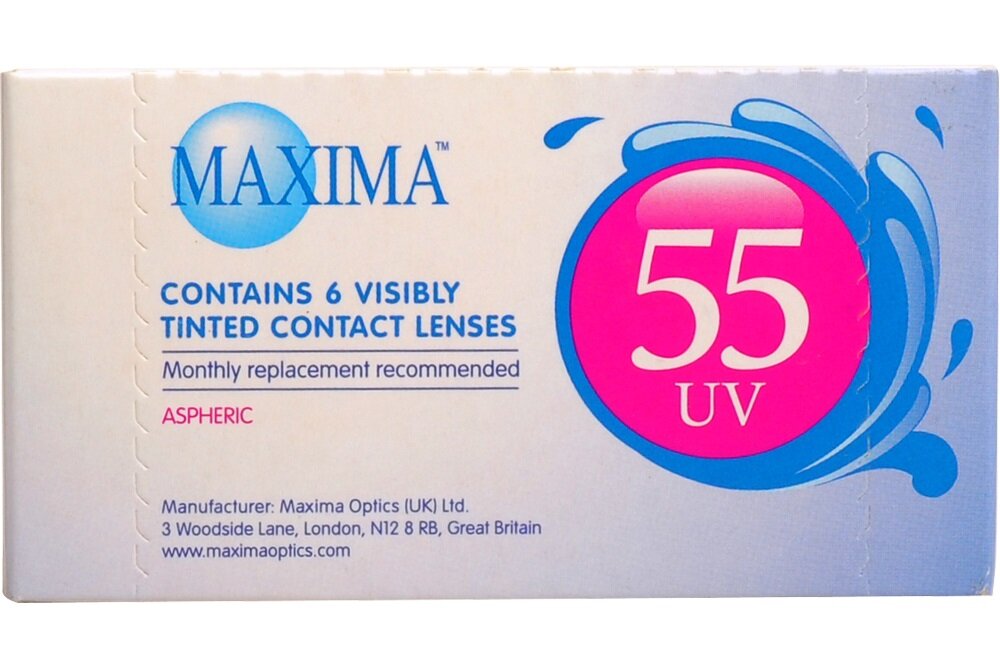 MAXIMA™
CONTAINS 6 VISIBLY
TINTED CONTACT LENSES
Monthly replacement recommended
ASPHERIC
55
UV
Manufacturer: Maxima Optics (UK) Ltd.
3 Woodside Lane, London, N12 8 RB, Great Britain
www.maximaoptics.com